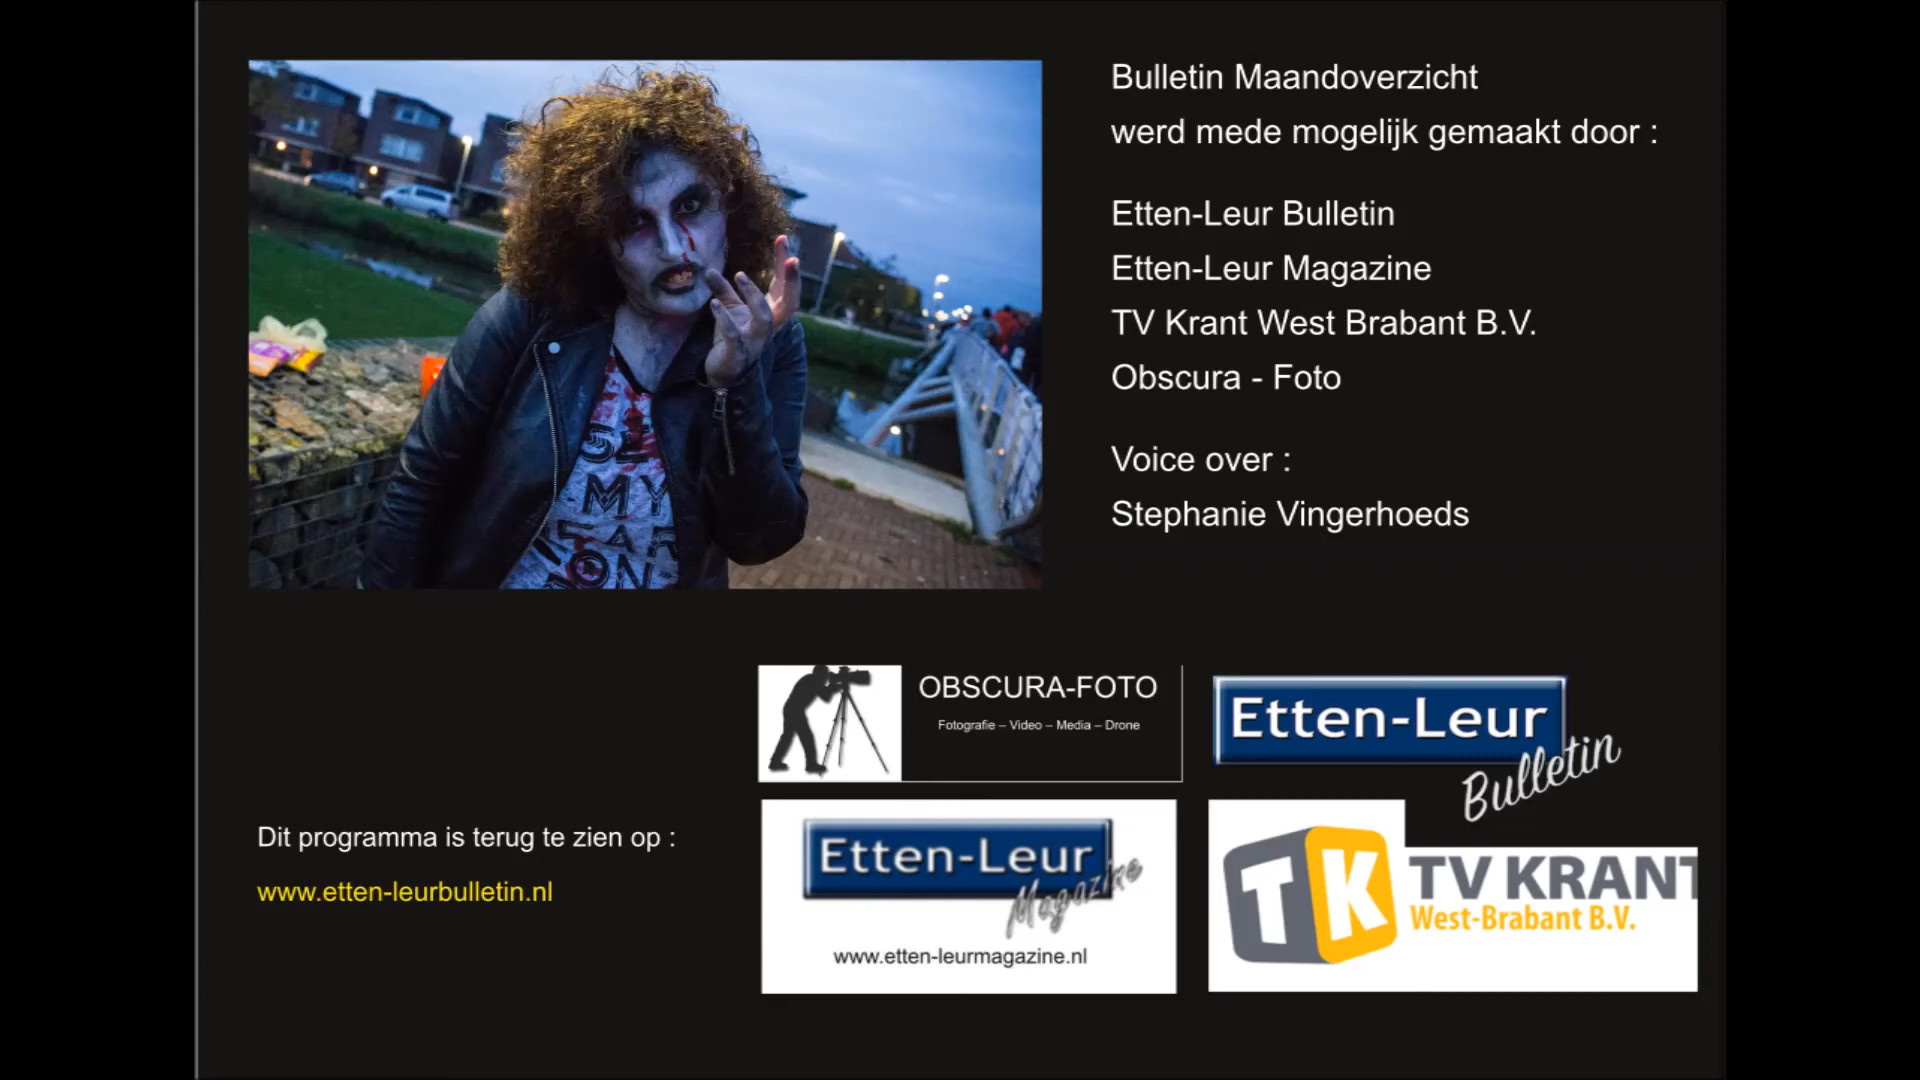 Bulletin Maandoverzicht
werd mede mogelijk gemaakt door :
Etten-Leur Bulletin
Etten-Leur Magazine
TV Krant West Brabant B.V.
Obscura - Foto
Voice over :
Stephanie Vingerhoeds
MY
OBSCURA-FOTO
Fotografie – Video – Media – Drone
Etten-Leur
Bulletin
Dit programma is terug te zien op :
www.etten-leurbulletin.nl
Etten-Leur
Magazine
www.etten-leurmagazine.nl
TK
TV KRANT
West-Brabant B.V.